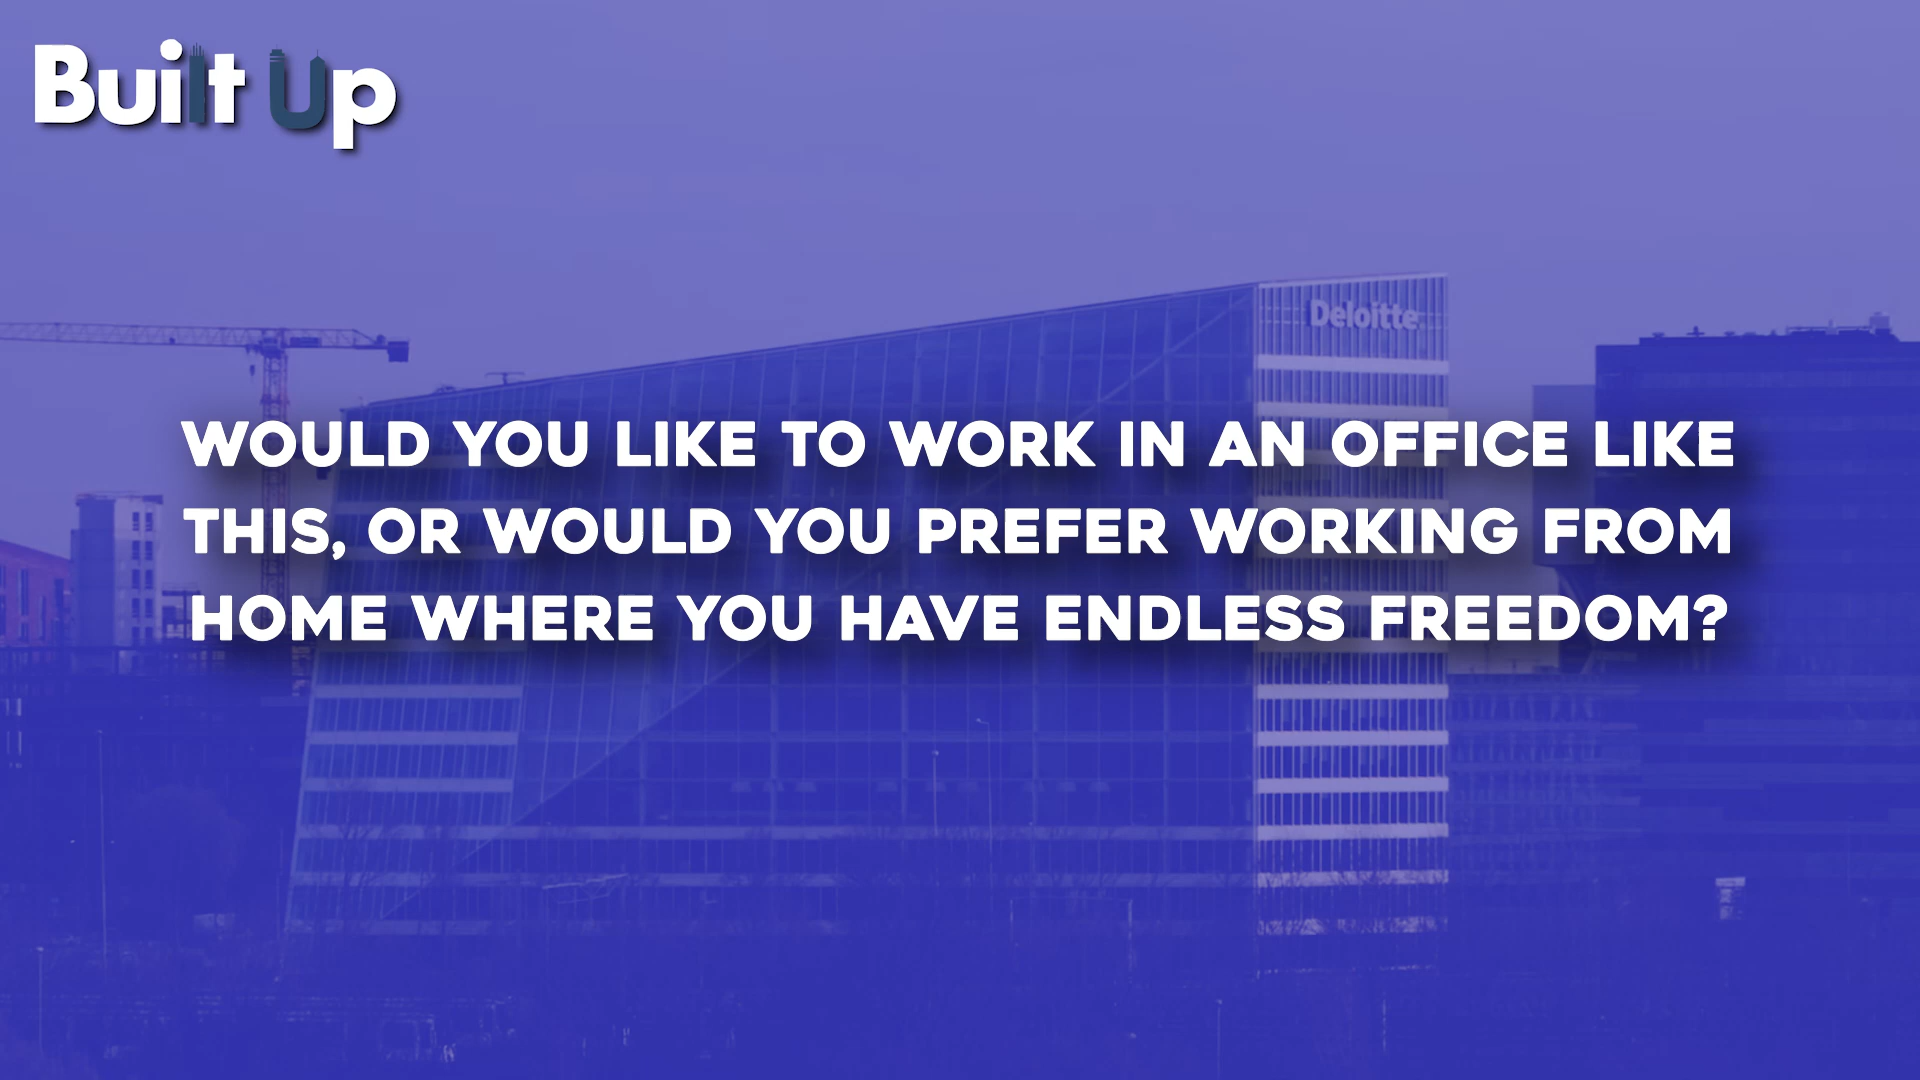 Built Up
Deloitte
WOULD YOU LIKE TO WORK IN AN OFFICE LIKE
THIS, OR WOULD YOU PREFER WORKING FROM
HOME WHERE YOU HAVE ENDLESS FREEDOM?